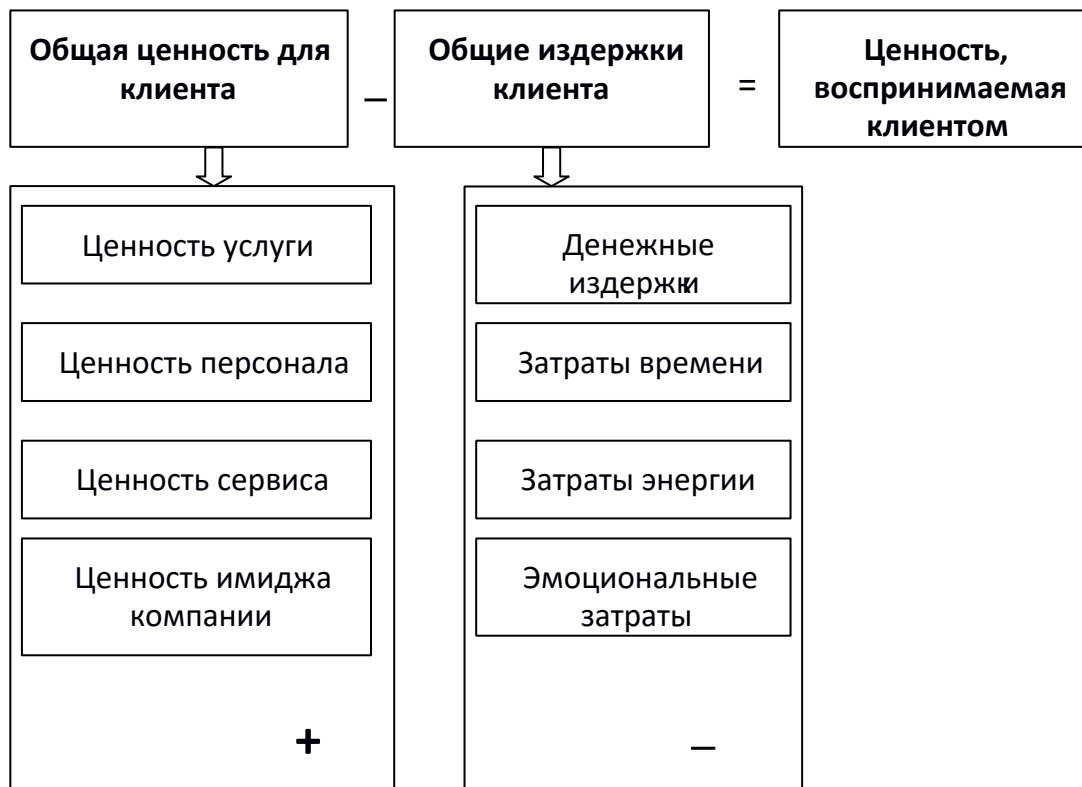 Общая ценность для
клиента
–
Общие издержки
клиента
=
Ценность,
воспринимаемая
клиентом
Ценность услуги
Ценность персонала
Ценность сервиса
Ценность имиджа
компании
+
Денежные
издержки
Затраты времени
Затраты энергии
Эмоциональные
затраты
–